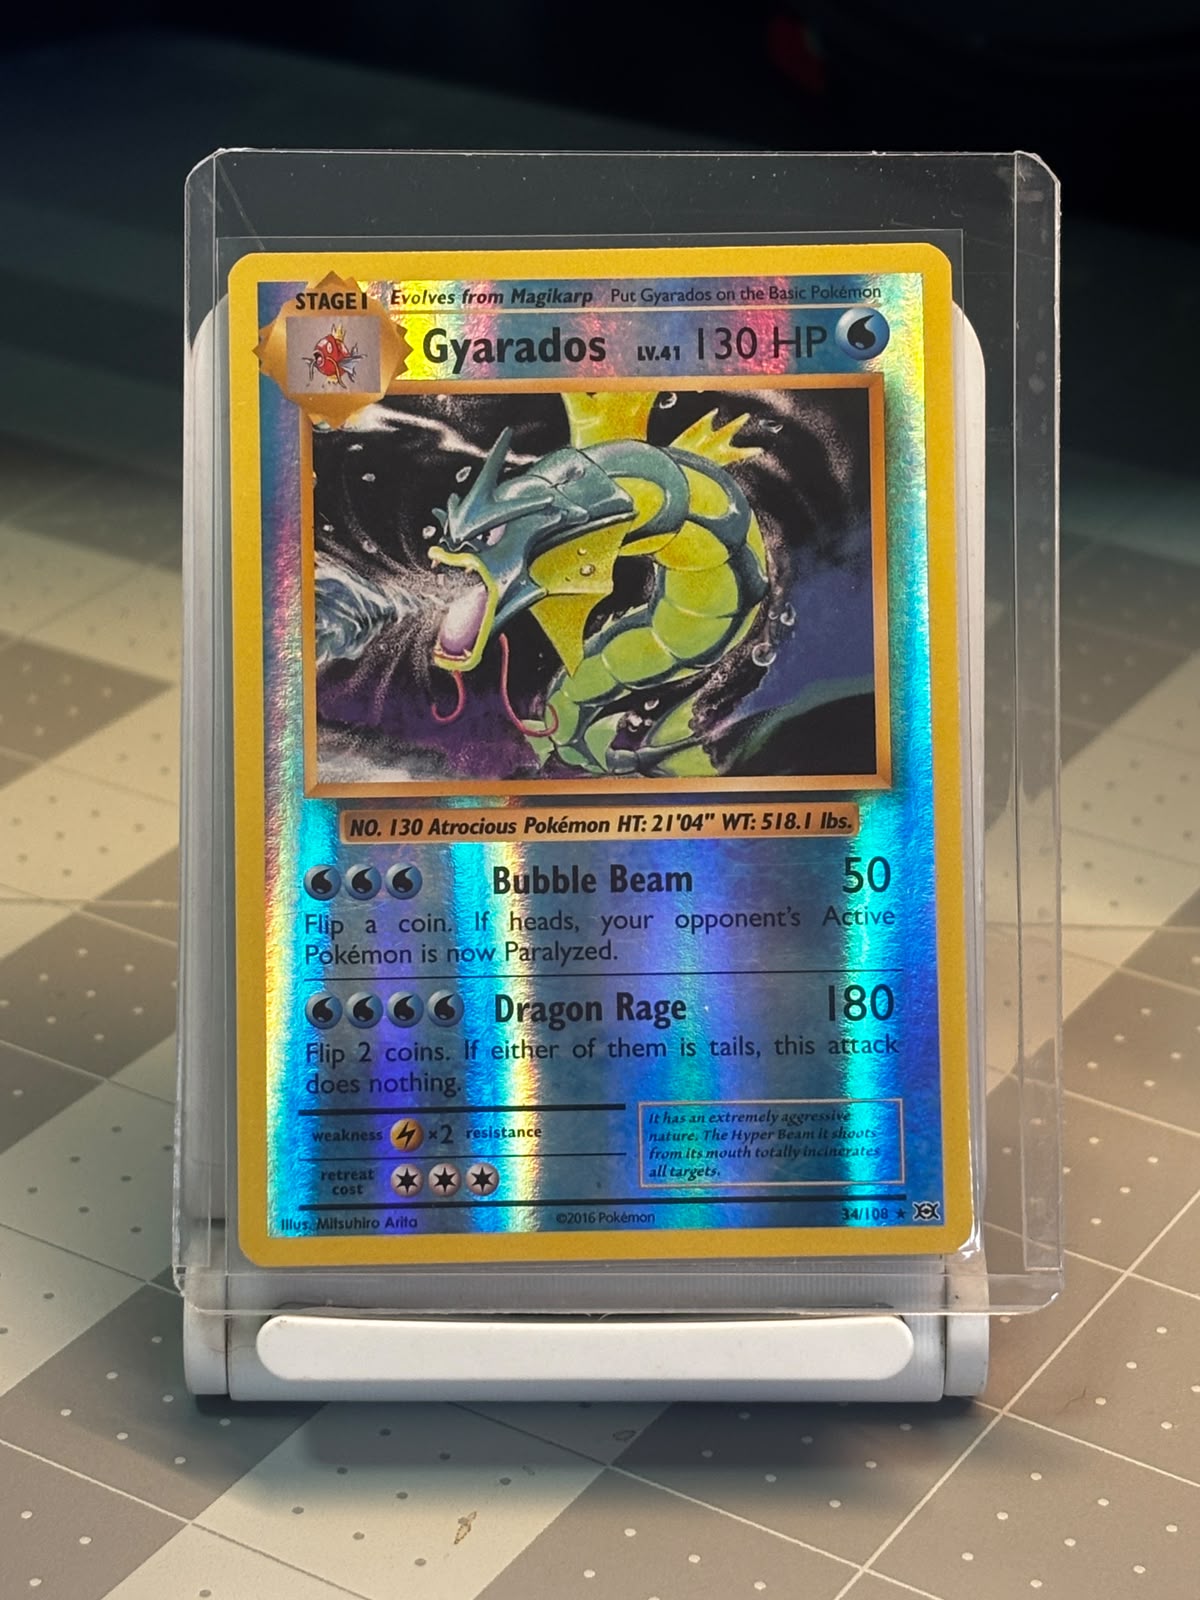 STAGE 1 Evolves from Magikarp Put Gyarados on the Basic Pokémon
Gyarados LV.41 130 HP
NO. 130 Atrocious Pokémon HT: 21'04" WT: 518.1 lbs.
Bubble Beam 50
Flip a coin. If heads, your opponent's Active
Pokémon is now Paralyzed.
Dragon Rage 180
Flip 2 coins. If either of them is tails, this attack
does nothing.
weakness ×2 resistance
retreat
cost
It has an extremely aggressive
nature. The Hyper Beam it shoots
from its mouth totally incinerates
all targets.
Illus. Mitsuhiro Arita
©2016 Pokémon
34/108 ★